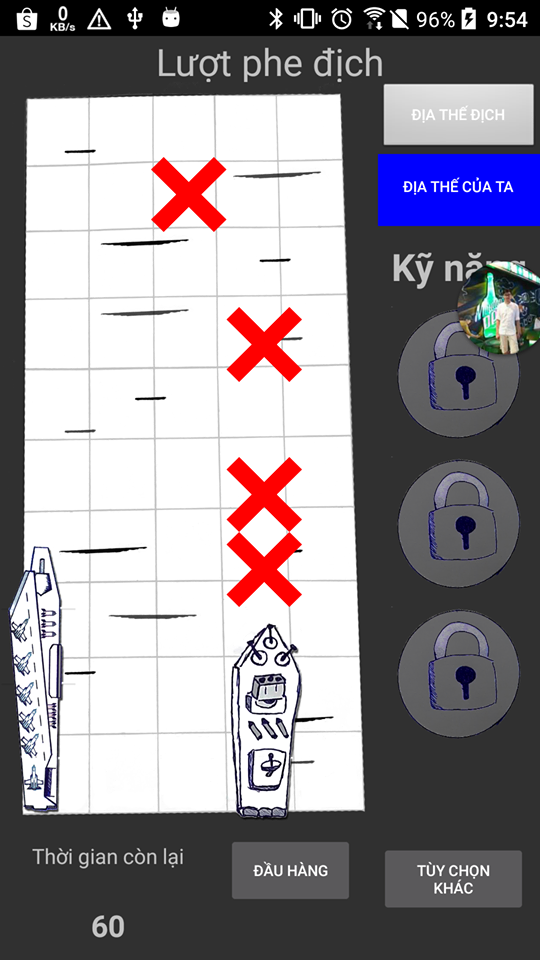 0
KB/s
96%
9:54
Lượt phe địch
ĐỊA THẾ ĐỊCH
ĐỊA THẾ CỦA TA
Kỹ năng
Thời gian còn lại
ĐẦU HÀNG
TÙY CHỌN
KHÁC
60